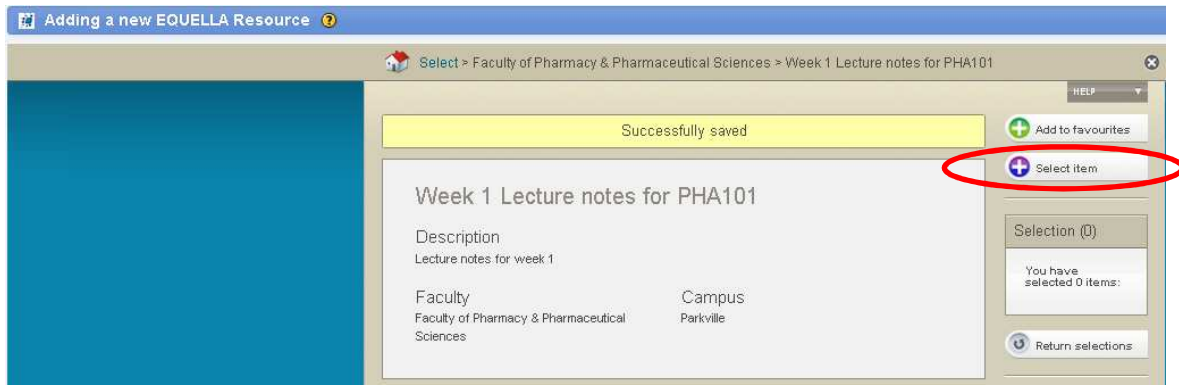 Adding a new EQUELLA Resource
Select > Faculty of Pharmacy & Pharmaceutical Sciences > Week 1 Lecture notes for PHA101
HELP
Successfully saved
Add to favourites
Select item
Week 1 Lecture notes for PHA101
Description
Lecture notes for week 1
Faculty
Campus
Faculty of Pharmacy & Pharmaceutical
Sciences
Parkville
Selection (0)
You have
selected 0 items:
Return selections